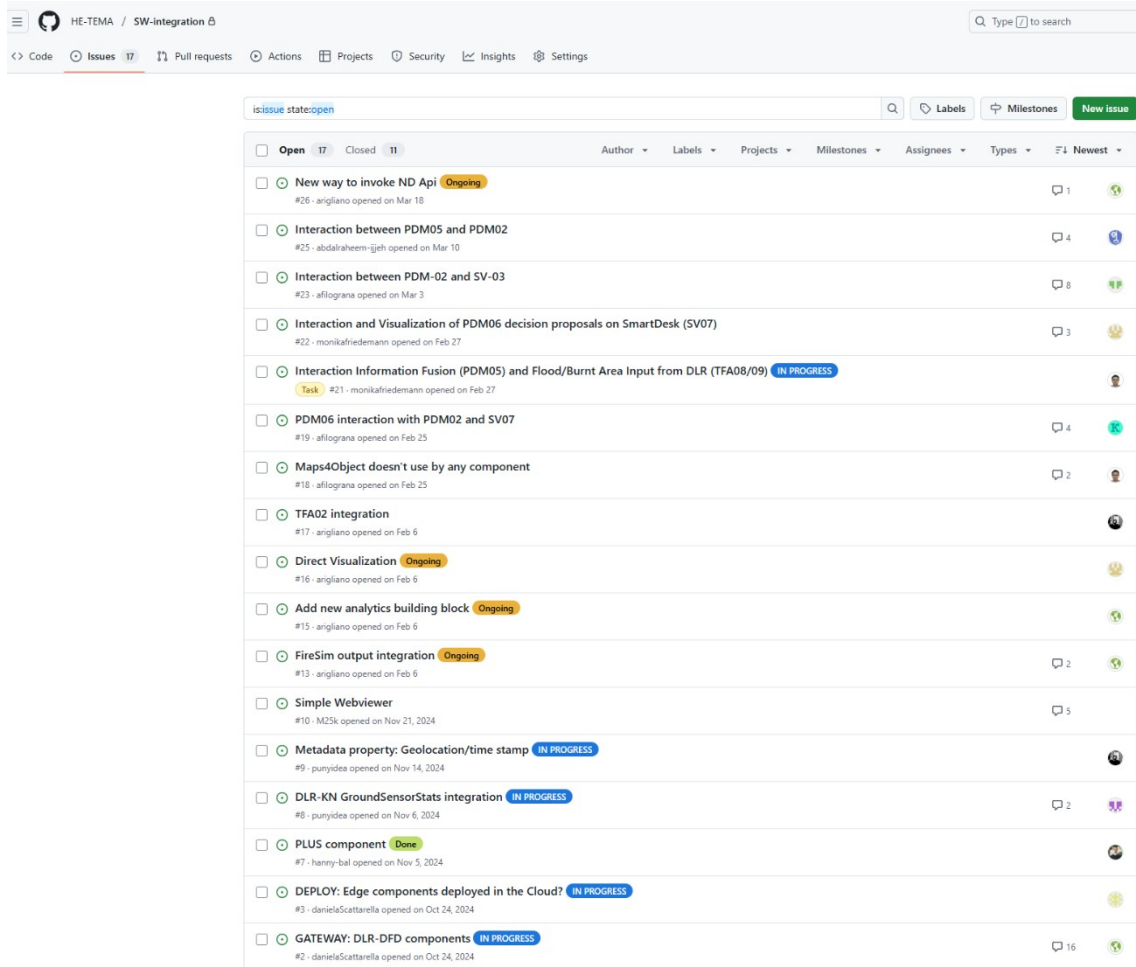 HE-TEMA / SW-integration
Type / to search
Code Issues 17 Pull requests Actions Projects Security Insights Settings
is:issue state:open
Labels Milestones New issue
Open 17 Closed 11 Author Labels Projects Milestones Assignees Types Newest
New way to invoke ND Api Ongoing
1
#26 · arigliano opened on Mar 18
Interaction between PDM05 and PDM02
4
#25 · abdalraheem-ijjeh opened on Mar 10
Interaction between PDM-02 and SV-03
8
#23 · afilograna opened on Mar 3
Interaction and Visualization of PDM06 decision proposals on SmartDesk (SV07)
3
#22 · monikafriedemann opened on Feb 27
Interaction Information Fusion (PDM05) and Flood/Burnt Area Input from DLR (TFA08/09) IN PROGRESS
Task #21 · monikafriedemann opened on Feb 27
PDM06 interaction with PDM02 and SV07
4 K
#19 · afilograna opened on Feb 25
Maps4Object doesn't use by any component
2
#18 · afilograna opened on Feb 25
TFA02 integration
#17 · arigliano opened on Feb 6
Direct Visualization Ongoing
#16 · arigliano opened on Feb 6
Add new analytics building block Ongoing
#15 · arigliano opened on Feb 6
FireSim output integration Ongoing
2
#13 · arigliano opened on Feb 6
Simple Webviewer
5
#10 · M25k opened on Nov 21, 2024
Metadata property: Geolocation/time stamp IN PROGRESS
#9 · punyidea opened on Nov 14, 2024
DLR-KN GroundSensorStats integration IN PROGRESS
2
#8 · punyidea opened on Nov 6, 2024
PLUS component Done
#7 · hanny-bal opened on Nov 5, 2024
DEPLOY: Edge components deployed in the Cloud? IN PROGRESS
#3 · danielaScattarella opened on Oct 24, 2024
GATEWAY: DLR-DFD components IN PROGRESS
16
#2 · danielaScattarella opened on Oct 24, 2024